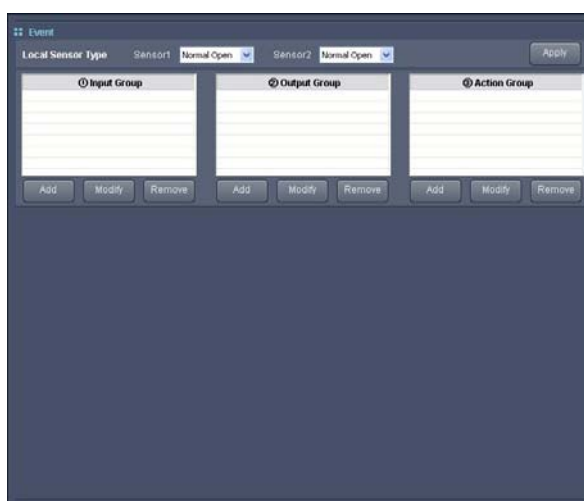 Event
Local Sensor Type Sensor1 Normal Open Sensor2 Normal Open Apply
① Input Group ② Output Group ③ Action Group
Add Modify Remove Add Modify Remove Add Modify Remove